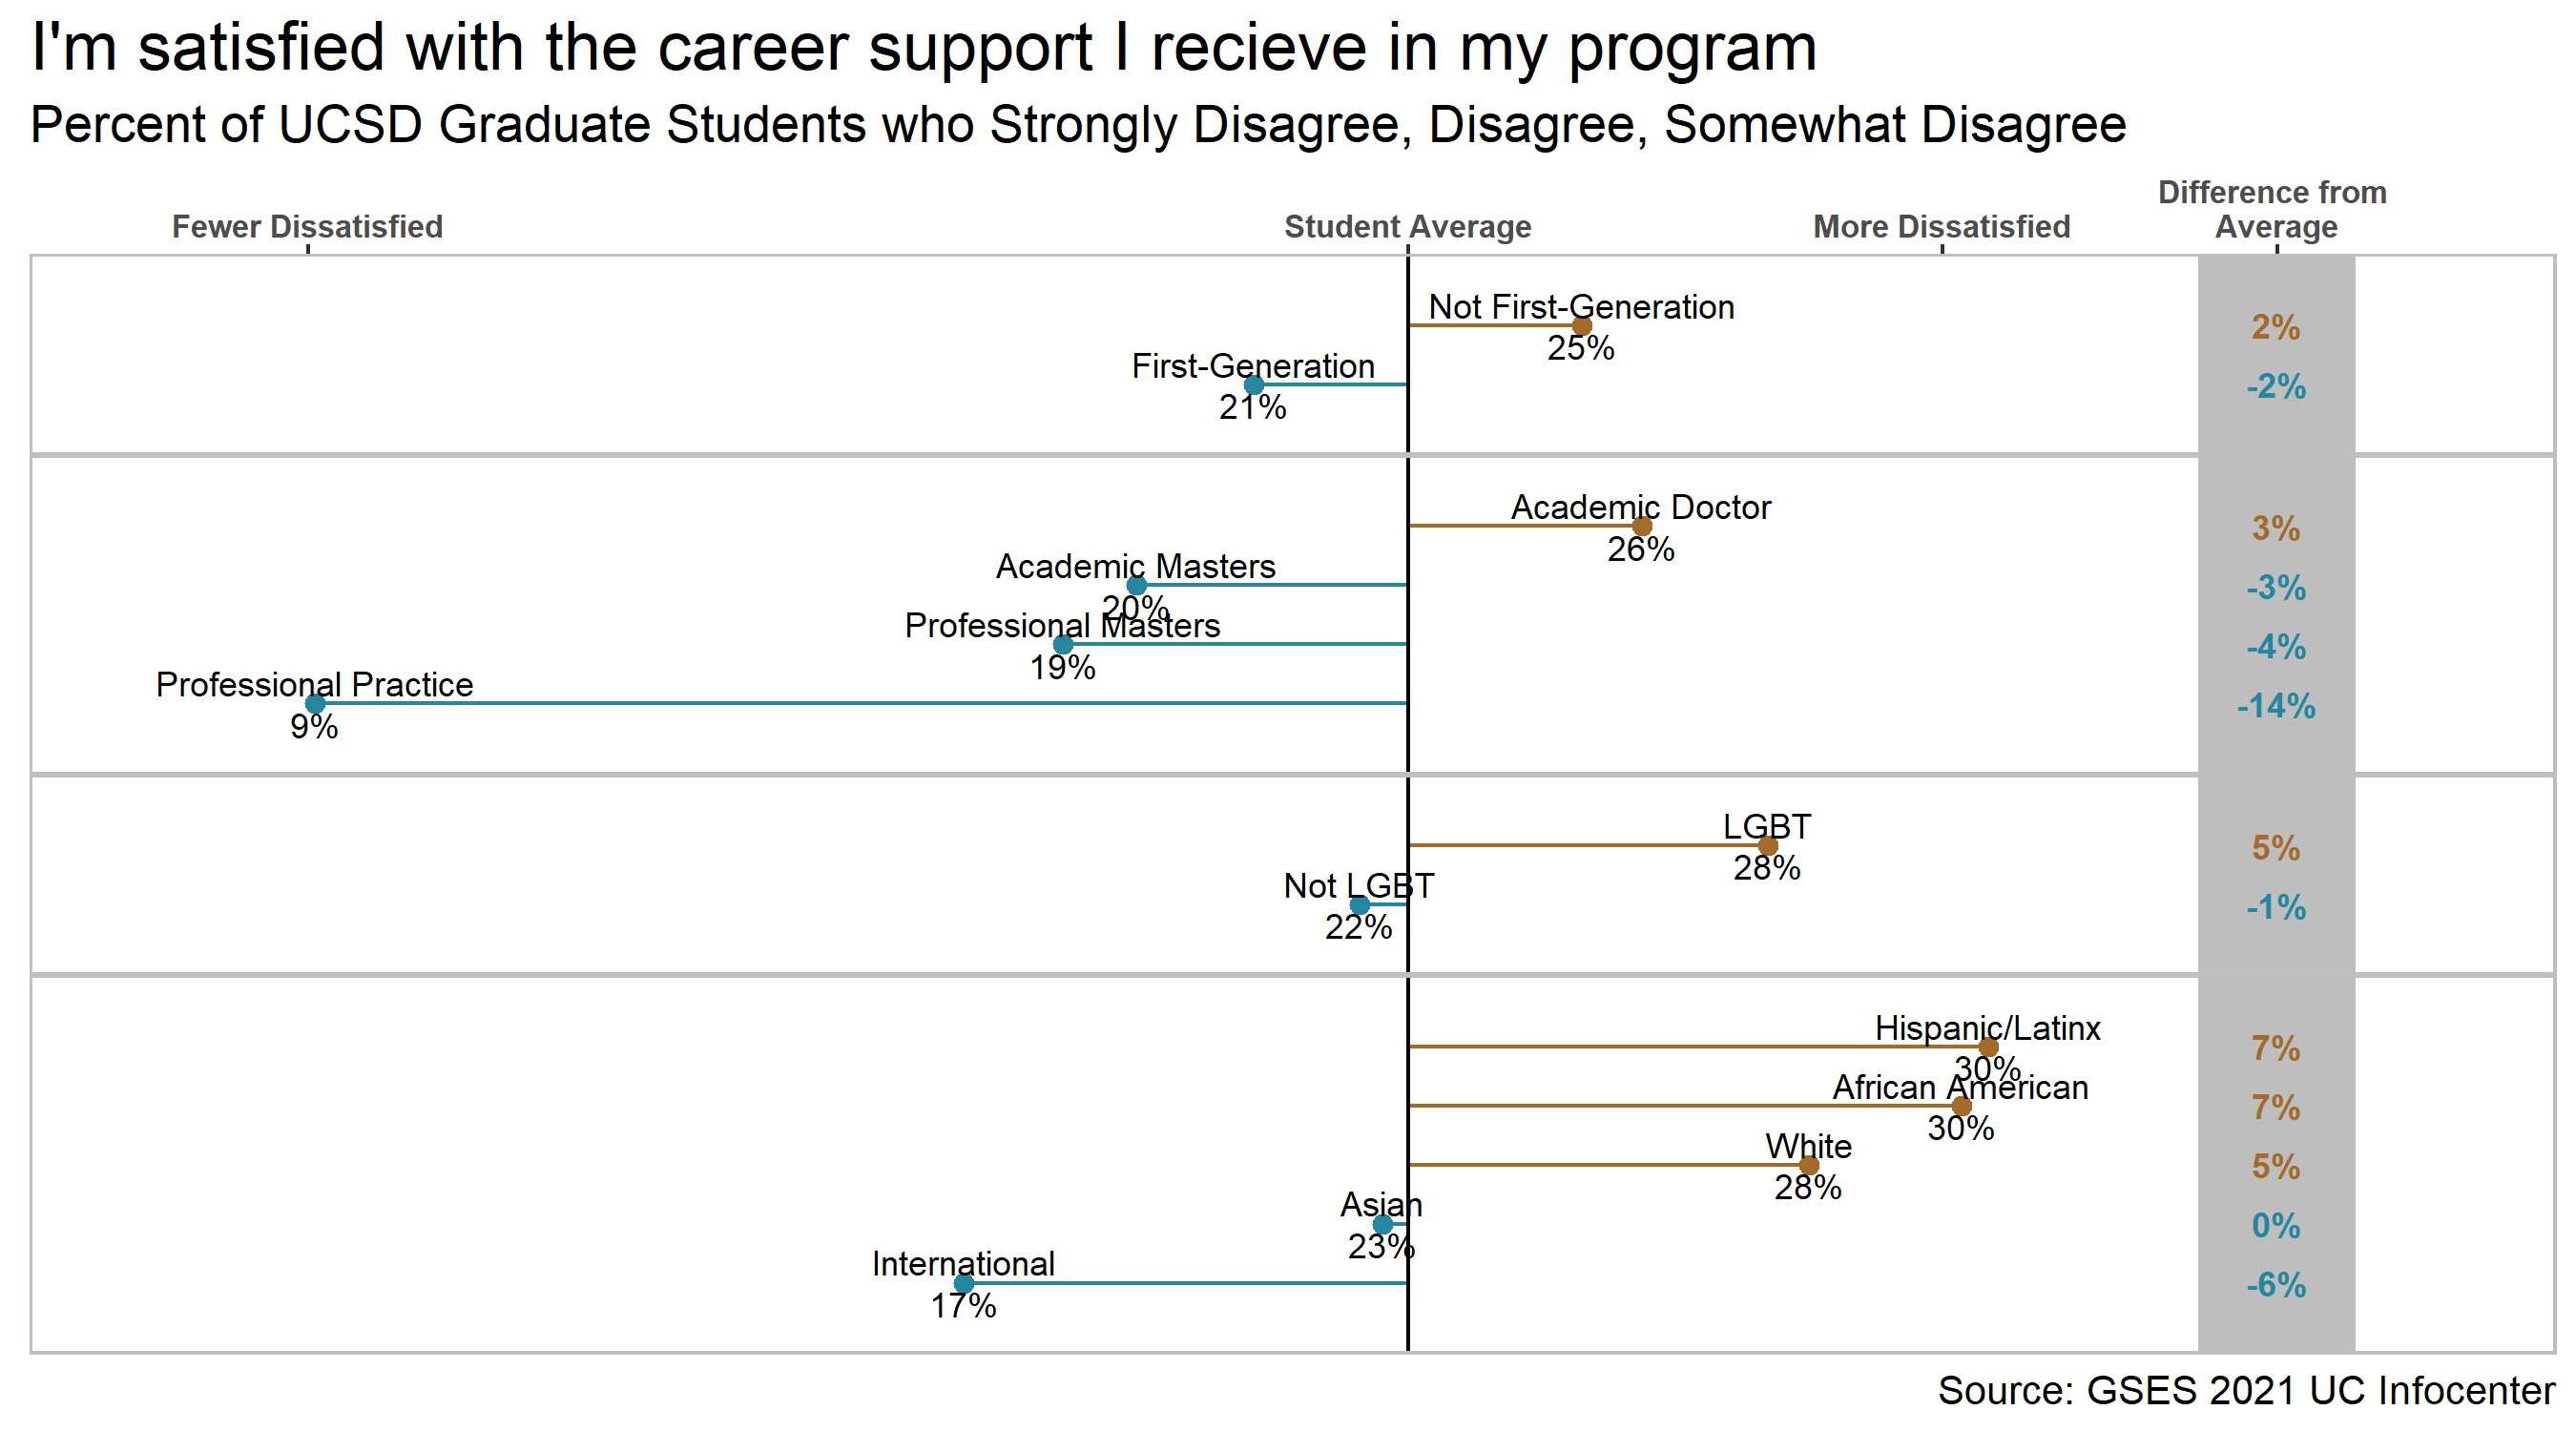 I'm satisfied with the career support I recieve in my program
Percent of UCSD Graduate Students who Strongly Disagree, Disagree, Somewhat Disagree
Fewer Dissatisfied
Student Average
More Dissatisfied
Difference from
Average
Not First-Generation
25%
2%
First-Generation
21%
-2%
Academic Doctor
26%
3%
Academic Masters
20%
-3%
Professional Masters
19%
-4%
Professional Practice
9%
-14%
LGBT
28%
5%
Not LGBT
22%
-1%
Hispanic/Latinx
30%
7%
African American
30%
7%
White
28%
5%
Asian
23%
0%
International
17%
-6%
Source: GSES 2021 UC Infocenter